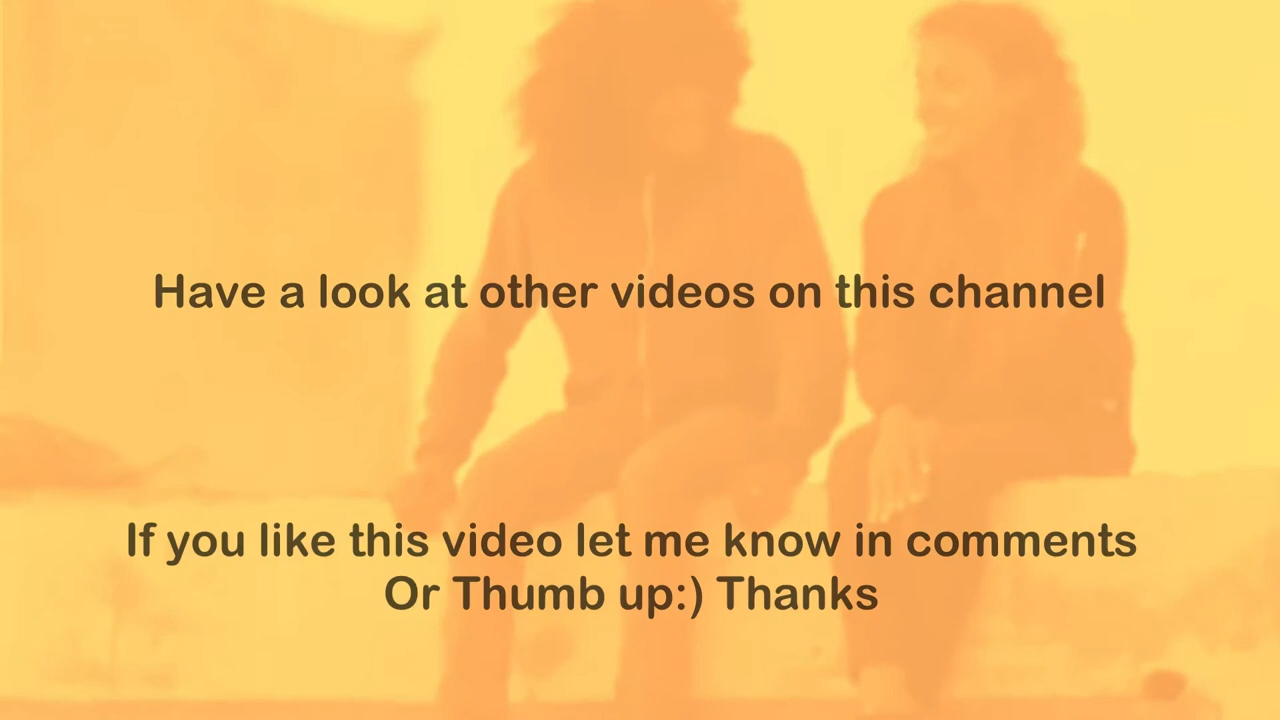 Have a look at other videos on this channel
If you like this video let me know in comments
Or Thumb up:) Thanks